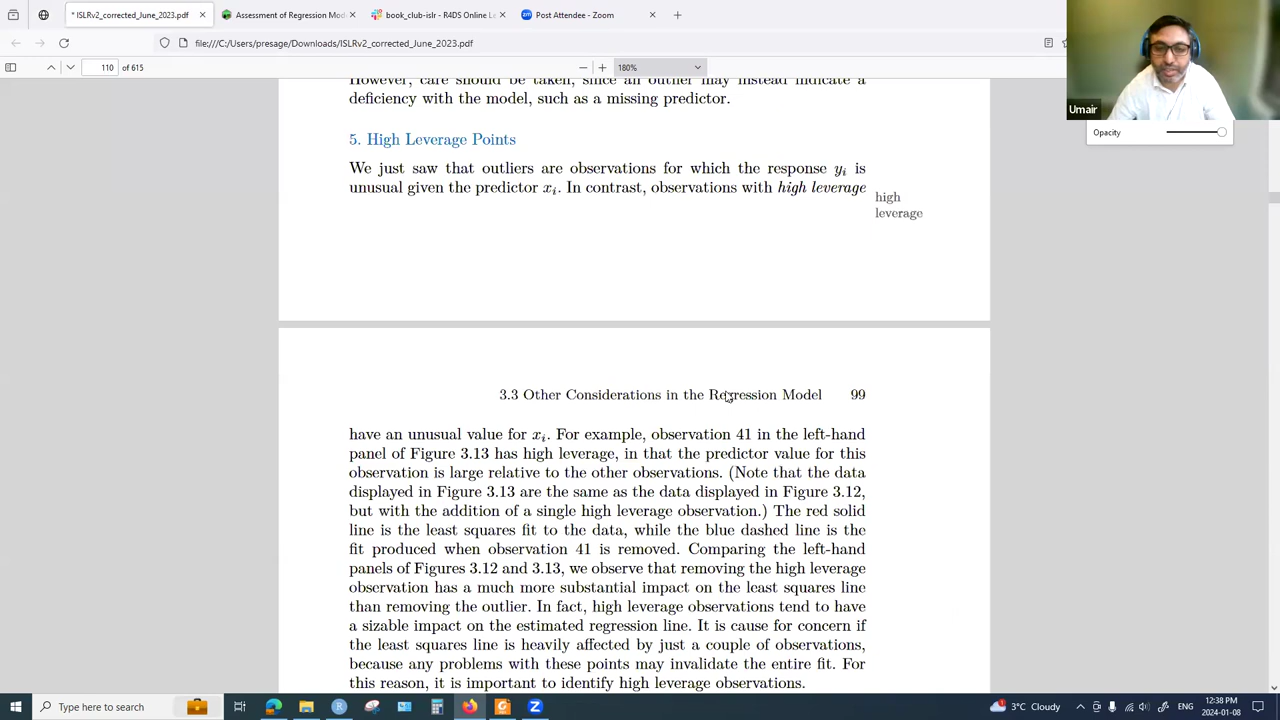 * ISLRv2_corrected_June_2023.pdf
Assessment of Regression Mode
book_club-islr - R4DS Online Le
Post Attendee - Zoom
file:///C:/Users/presage/Downloads/ISLRv2_corrected_June_2023.pdf
110 of 615
180%
However, care should be taken, since an outlier may instead indicate a
deficiency with the model, such as a missing predictor.
5. High Leverage Points
We just saw that outliers are observations for which the response yi is
unusual given the predictor xi. In contrast, observations with high leverage
high
leverage
3.3 Other Considerations in the Regression Model 99
have an unusual value for xi. For example, observation 41 in the left-hand
panel of Figure 3.13 has high leverage, in that the predictor value for this
observation is large relative to the other observations. (Note that the data
displayed in Figure 3.13 are the same as the data displayed in Figure 3.12,
but with the addition of a single high leverage observation.) The red solid
line is the least squares fit to the data, while the blue dashed line is the
fit produced when observation 41 is removed. Comparing the left-hand
panels of Figures 3.12 and 3.13, we observe that removing the high leverage
observation has a much more substantial impact on the least squares line
than removing the outlier. In fact, high leverage observations tend to have
a sizable impact on the estimated regression line. It is cause for concern if
the least squares line is heavily affected by just a couple of observations,
because any problems with these points may invalidate the entire fit. For
this reason, it is important to identify high leverage observations.
Umair
Opacity
Type here to search
3°C Cloudy
ENG
12:38 PM
2024-01-08